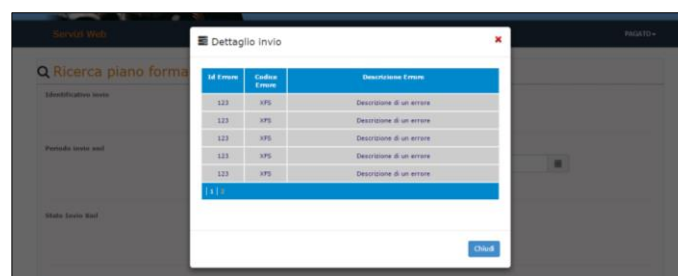 Servizi Web
PAGATO
Dettaglio invio
Ricerca piano forma
Identificativo invio
Id Errore Codice Errore Descrizione Errore
123 XPS Descrizione di un errore
123 XPS Descrizione di un errore
123 XPS Descrizione di un errore
123 XPS Descrizione di un errore
123 XPS Descrizione di un errore
| 1 | 2
Periodo invio xml
Stato Invio Xml
Chiudi